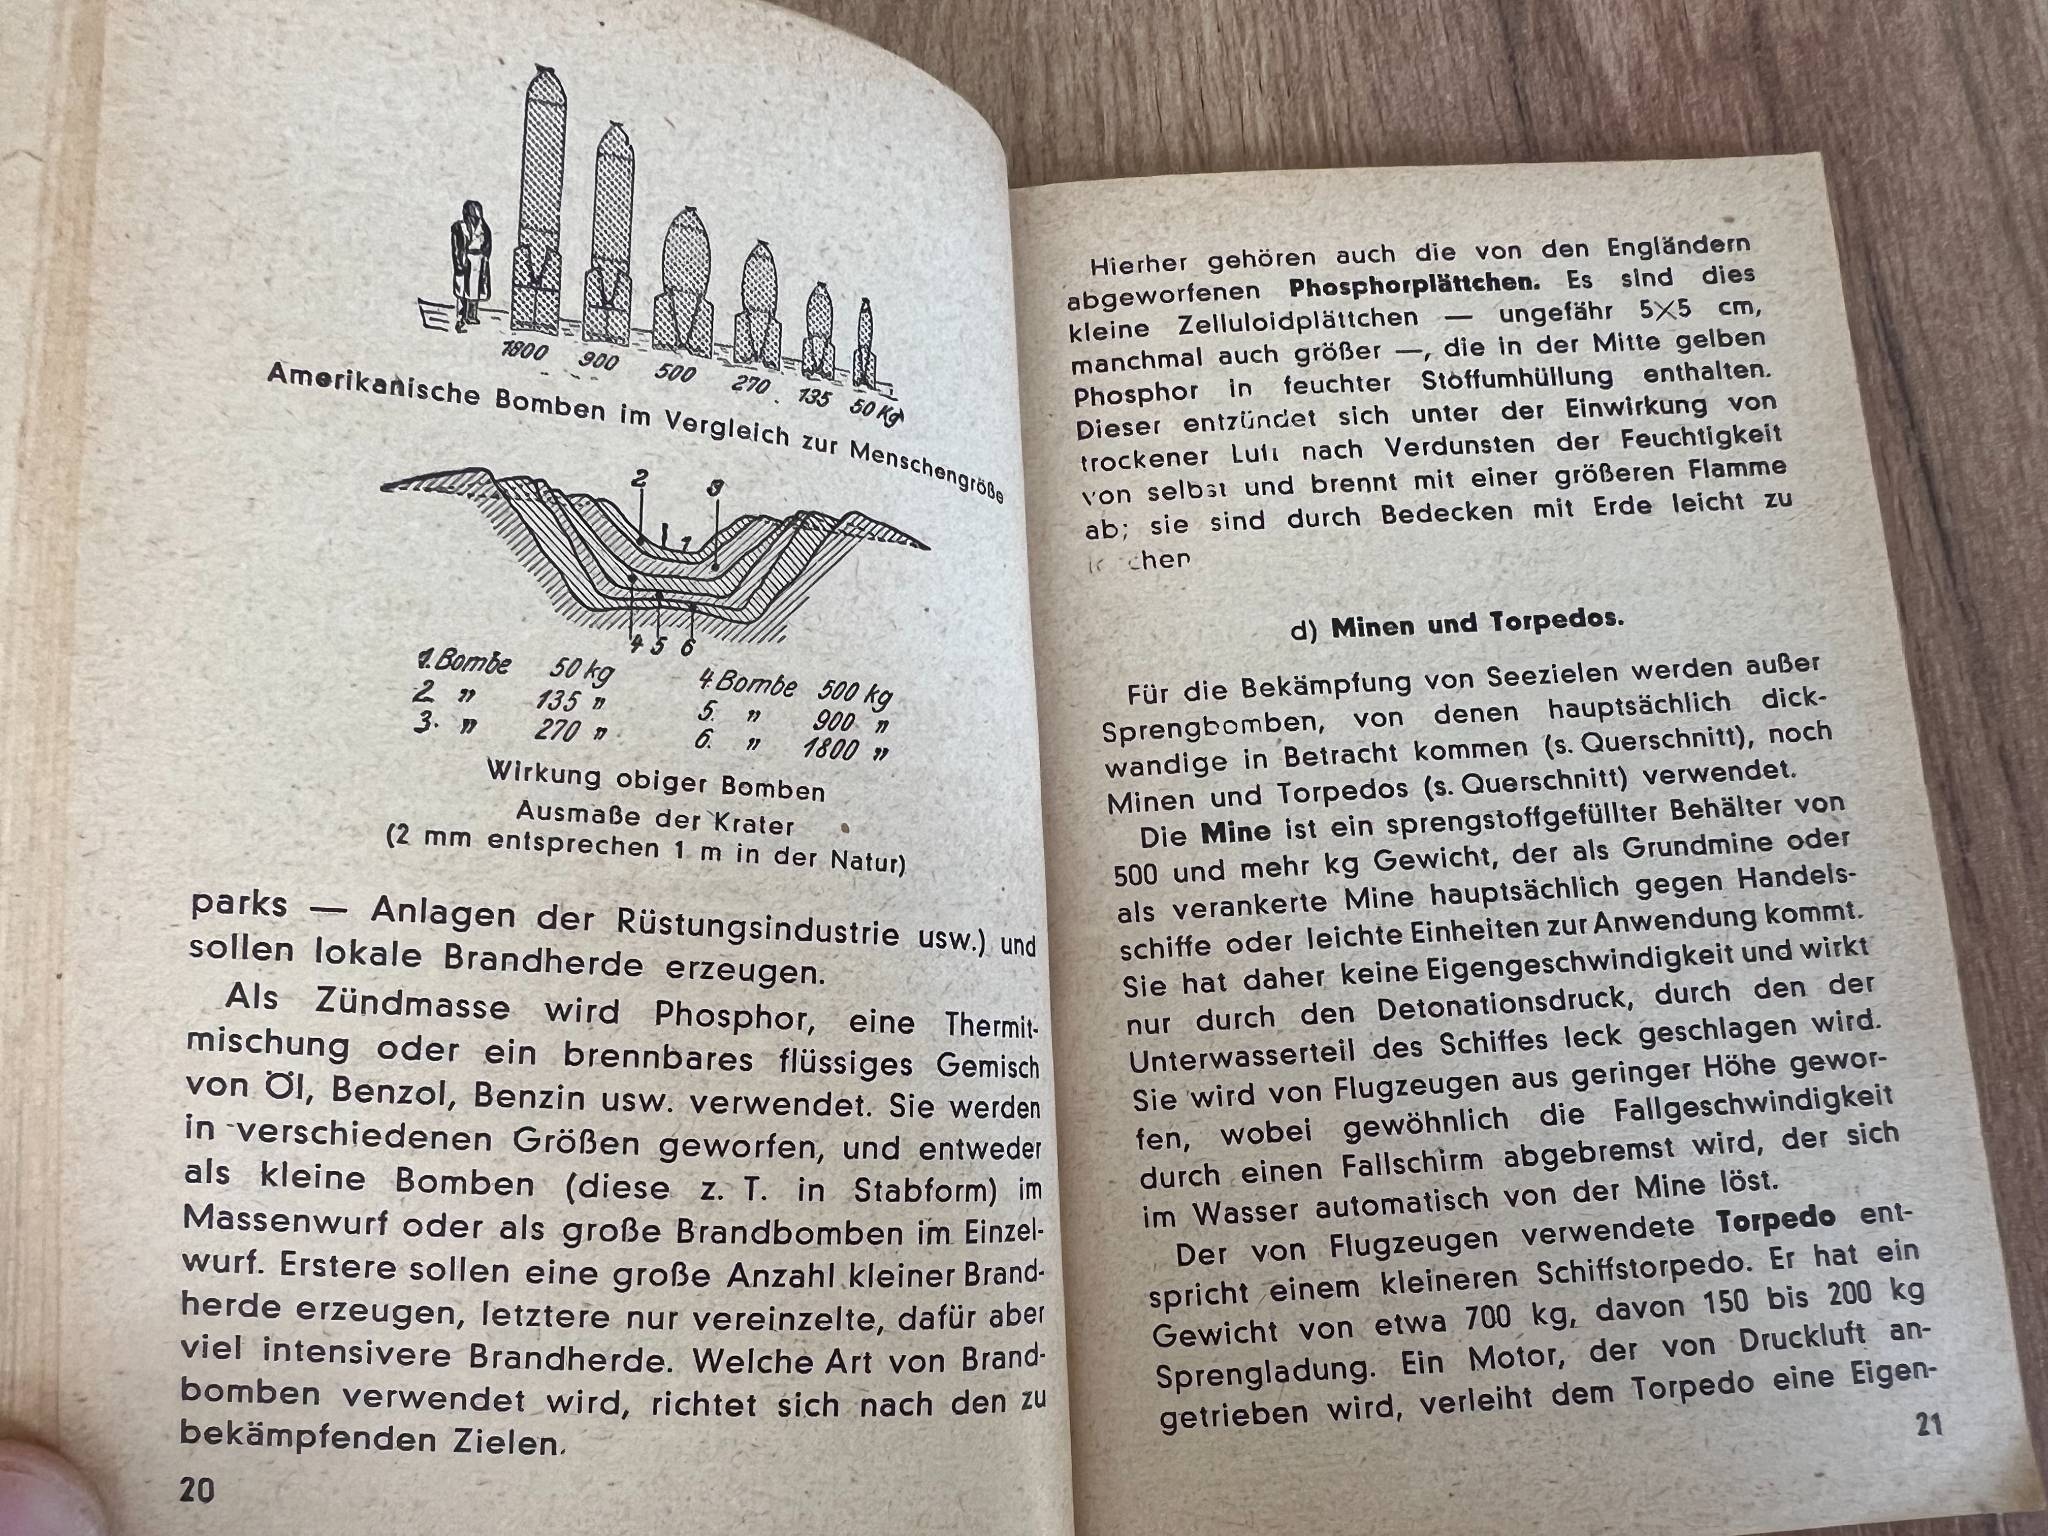 1800 900 500 270. 135 50 Kg
Amerikanische Bomben im Vergleich zur Menschengröße
2 3
1
4 5 6
1. Bombe 50 kg 4. Bombe 500 kg
2 " 135 " 5. " 900 "
3. " 270 " 6. " 1800 "
Wirkung obiger Bomben
Ausmaße der Krater
(2 mm entsprechen 1 m in der Natur)
parks — Anlagen der Rüstungsindustrie usw.) und
sollen lokale Brandherde erzeugen.
Als Zündmasse wird Phosphor, eine Thermit-
mischung oder ein brennbares flüssiges Gemisch
von Öl, Benzol, Benzin usw. verwendet. Sie werden
in verschiedenen Größen geworfen, und entweder
als kleine Bomben (diese z. T. in Stabform) im
Massenwurf oder als große Brandbomben im Einzel-
wurf. Erstere sollen eine große Anzahl kleiner Brand-
herde erzeugen, letztere nur vereinzelte, dafür aber
viel intensivere Brandherde. Welche Art von Brand-
bomben verwendet wird, richtet sich nach den zu
bekämpfenden Zielen.
20
Hierher gehören auch die von den Engländern
abgeworfenen Phosphorplättchen. Es sind dies
kleine Zelluloidplättchen — ungefähr 5×5 cm,
manchmal auch größer —, die in der Mitte gelben
Phosphor in feuchter Stoffumhüllung enthalten.
Dieser entzündet sich unter der Einwirkung von
trockener Luft nach Verdunsten der Feuchtigkeit
von selbst und brennt mit einer größeren Flamme
ab; sie sind durch Bedecken mit Erde leicht zu
d) Minen und Torpedos.
Für die Bekämpfung von Seezielen werden außer
Sprengbomben, von denen hauptsächlich dick-
wandige in Betracht kommen (s. Querschnitt), noch
Minen und Torpedos (s. Querschnitt) verwendet.
Die Mine ist ein sprengstoffgefüllter Behälter von
500 und mehr kg Gewicht, der als Grundmine oder
als verankerte Mine hauptsächlich gegen Handels-
schiffe oder leichte Einheiten zur Anwendung kommt.
Sie hat daher keine Eigengeschwindigkeit und wirkt
nur durch den Detonationsdruck, durch den der
Unterwasserteil des Schiffes leck geschlagen wird.
Sie wird von Flugzeugen aus geringer Höhe gewor-
fen, wobei gewöhnlich die Fallgeschwindigkeit
durch einen Fallschirm abgebremst wird, der sich
im Wasser automatisch von der Mine löst.
Der von Flugzeugen verwendete Torpedo ent-
spricht einem kleineren Schiffstorpedo. Er hat ein
Gewicht von etwa 700 kg, davon 150 bis 200 kg
Sprengladung. Ein Motor, der von Druckluft an-
getrieben wird, verleiht dem Torpedo eine Eigen-
21